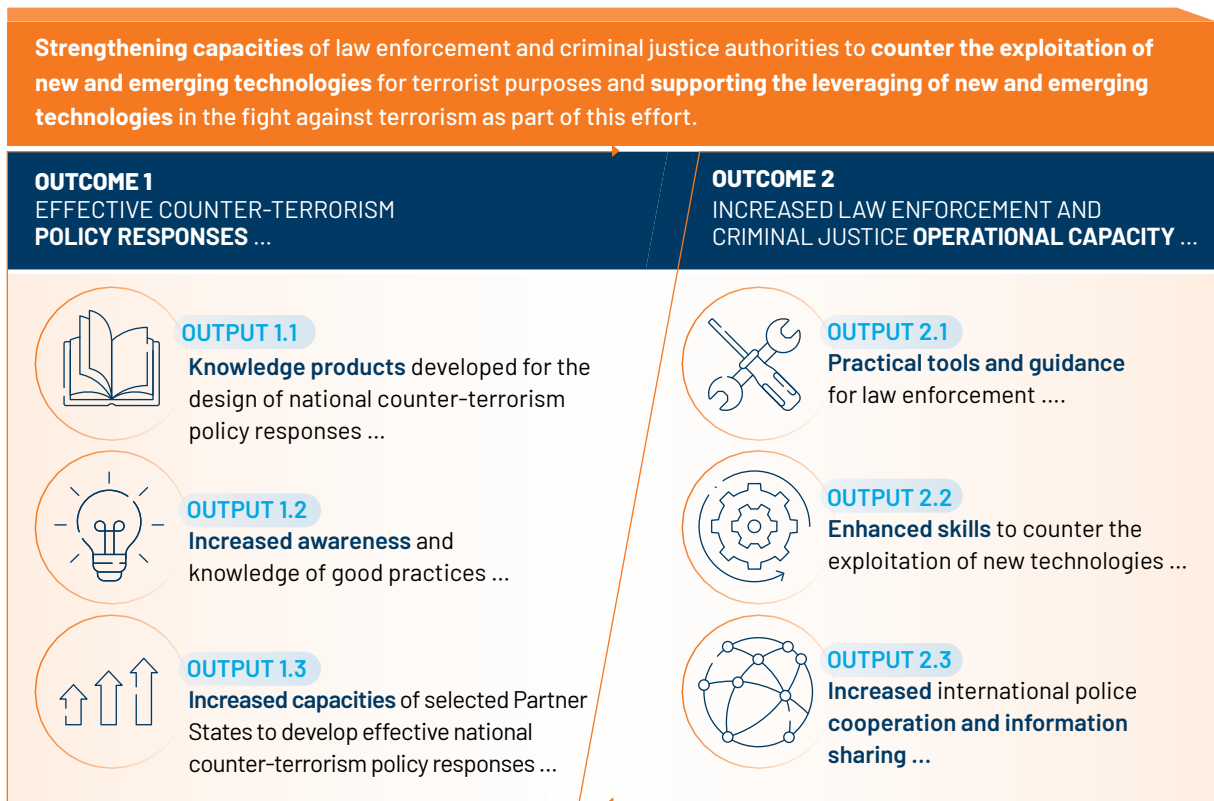 Strengthening capacities of law enforcement and criminal justice authorities to counter the exploitation of
new and emerging technologies for terrorist purposes and supporting the leveraging of new and emerging
technologies in the fight against terrorism as part of this effort.
OUTCOME 1
EFFECTIVE COUNTER-TERRORISM
POLICY RESPONSES ...
OUTPUT 1.1
Knowledge products developed for the
design of national counter-terrorism
policy responses ...
OUTPUT 1.2
Increased awareness and
knowledge of good practices ...
OUTPUT 1.3
Increased capacities of selected Partner
States to develop effective national
counter-terrorism policy responses ...
OUTCOME 2
INCREASED LAW ENFORCEMENT AND
CRIMINAL JUSTICE OPERATIONAL CAPACITY ...
OUTPUT 2.1
Practical tools and guidance
for law enforcement ....
OUTPUT 2.2
Enhanced skills to counter the
exploitation of new technologies ...
OUTPUT 2.3
Increased international police
cooperation and information
sharing ...